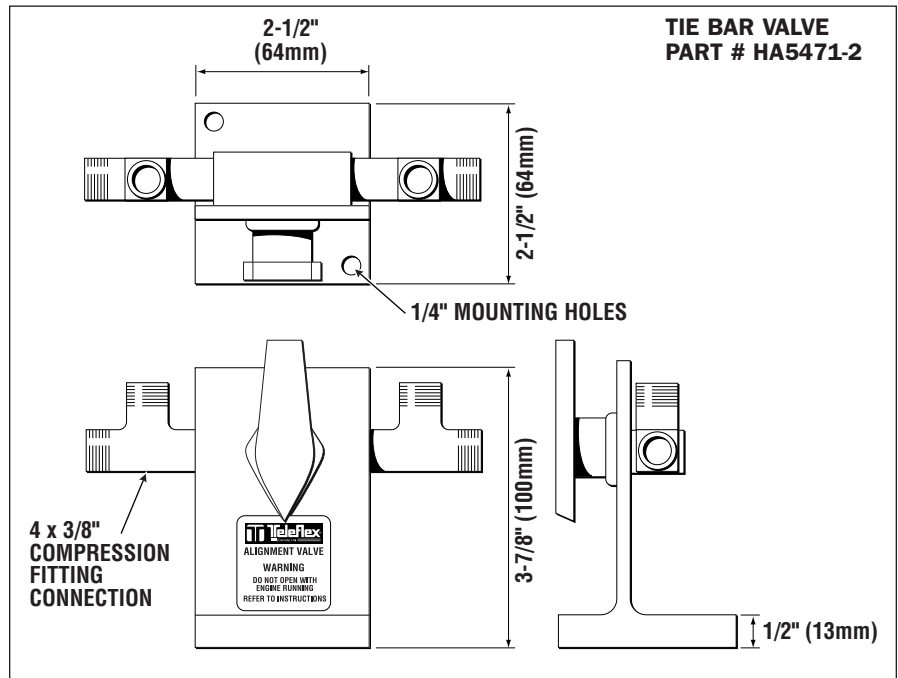 TIE BAR VALVE
PART # HA5471-2
2-1/2"
(64mm)
2-1/2" (64mm)
1/4" MOUNTING HOLES
4 x 3/8"
COMPRESSION
FITTING
CONNECTION
Teleflex
ALIGNMENT VALVE
WARNING
DO NOT OPEN WITH
ENGINE RUNNING
REFER TO INSTRUCTIONS
3-7/8" (100mm)
1/2" (13mm)